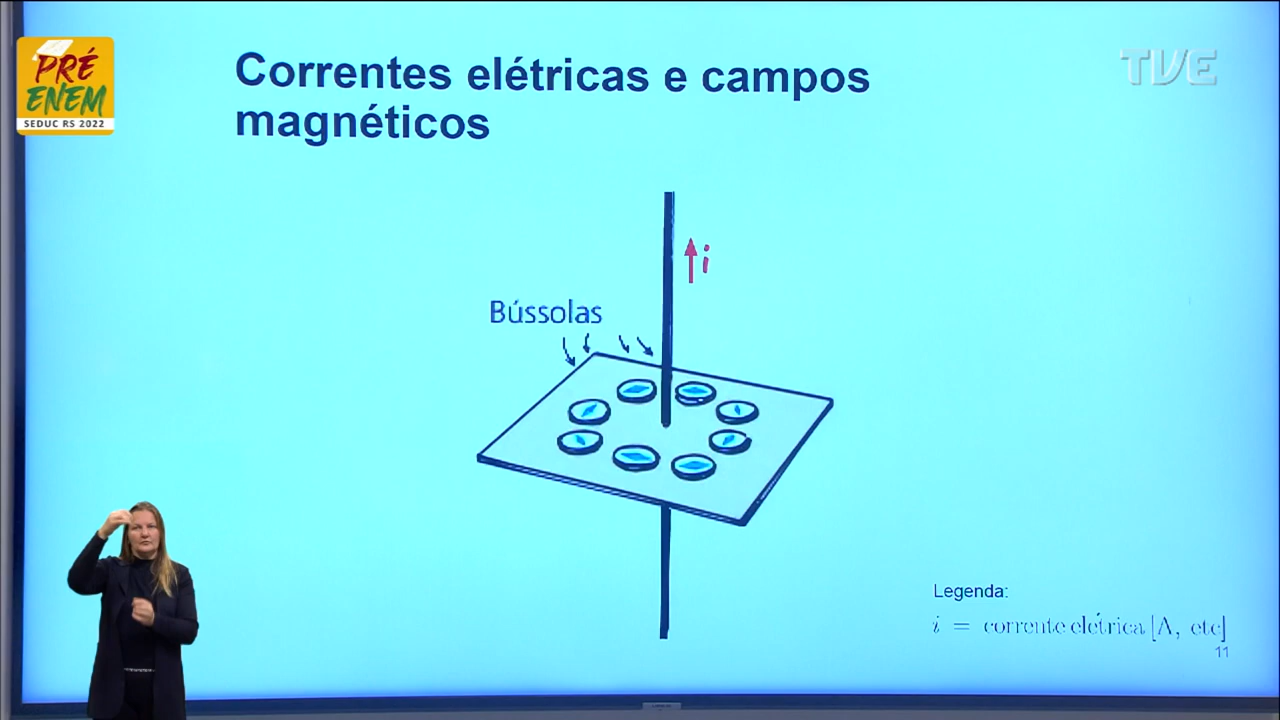 PRÉ
ENEM
SEDUC RS 2022
TVE
Correntes elétricas e campos
magnéticos
i
Bússolas
Legenda:
i = corrente elétrica [A, etc]
11